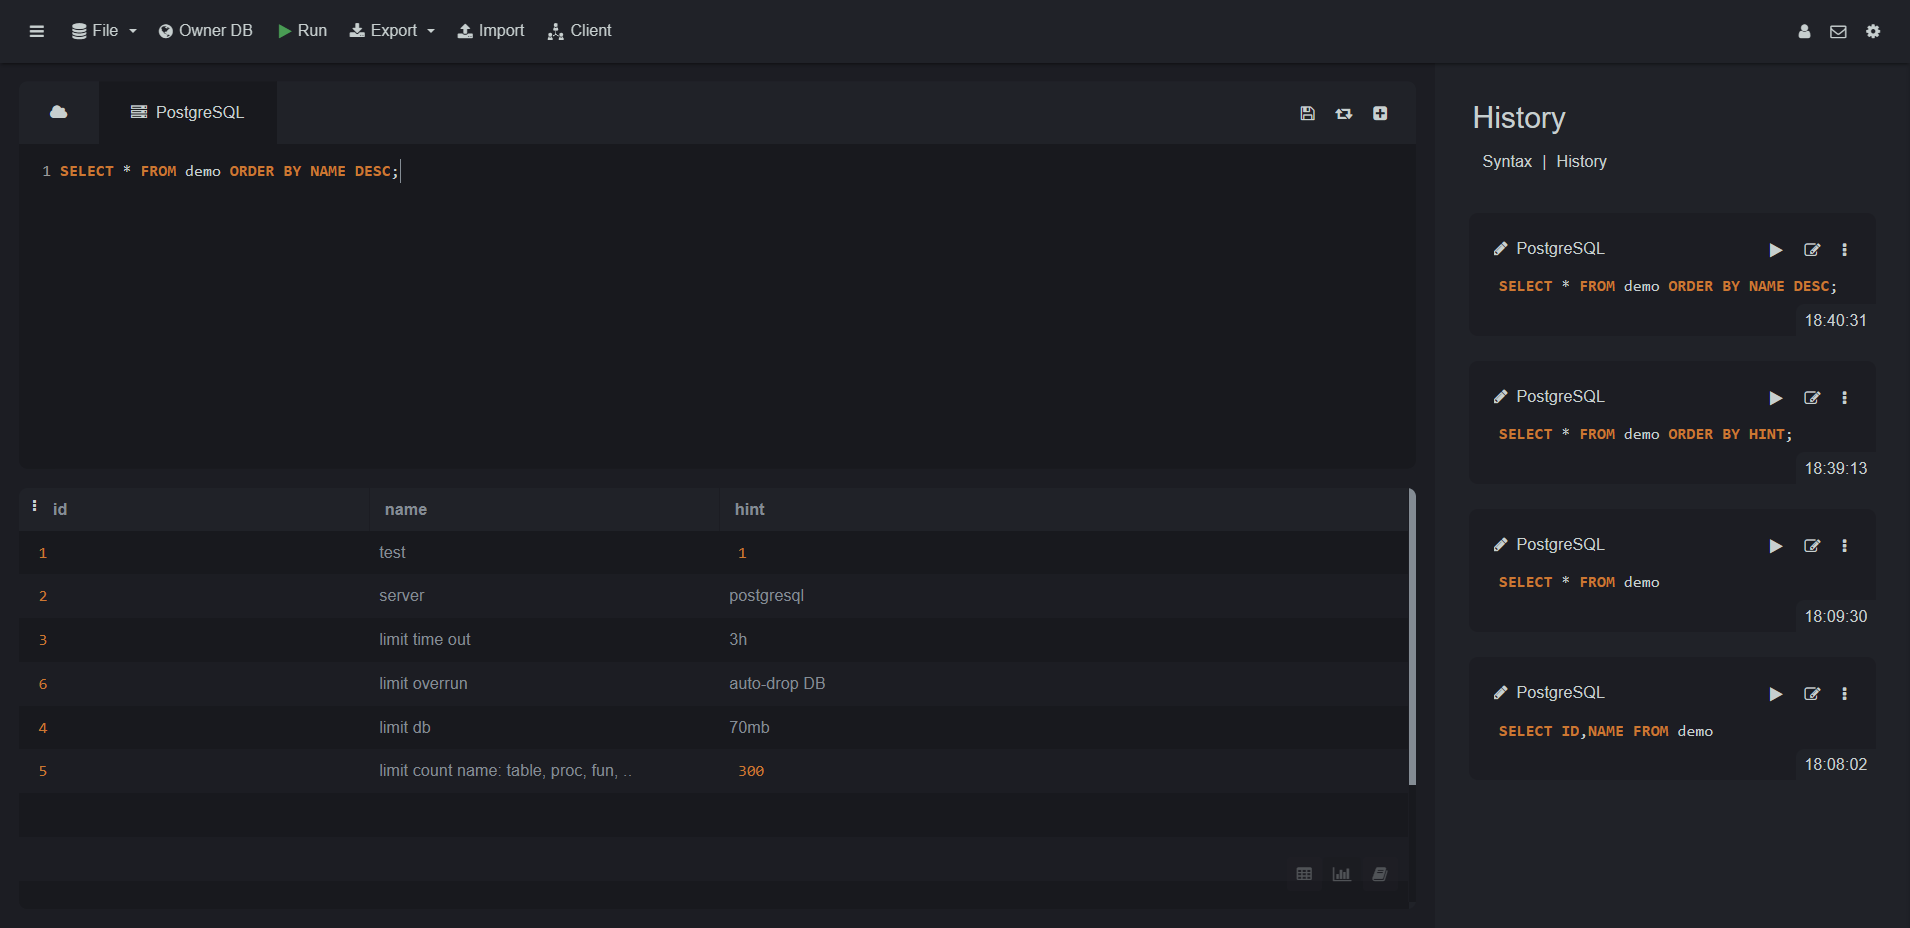 File Owner DB Run Export Import Client
PostgreSQL
1 SELECT * FROM demo ORDER BY NAME DESC;
id name hint
1 test 1
2 server postgresql
3 limit time out 3h
6 limit overrun auto-drop DB
4 limit db 70mb
5 limit count name: table, proc, fun, .. 300
History
Syntax | History
PostgreSQL
SELECT * FROM demo ORDER BY NAME DESC;
18:40:31
PostgreSQL
SELECT * FROM demo ORDER BY HINT;
18:39:13
PostgreSQL
SELECT * FROM demo
18:09:30
PostgreSQL
SELECT ID,NAME FROM demo
18:08:02